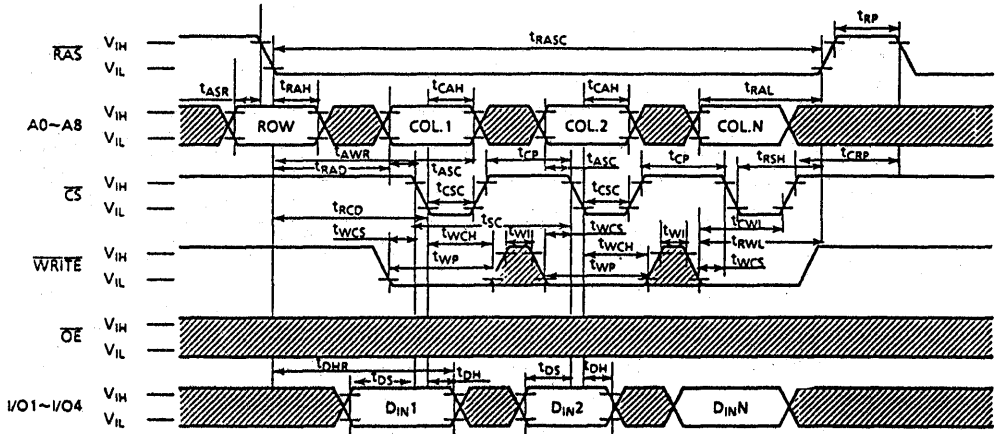 tRP
RAS VIH VIL tRASC
tASR tRAH tCAH tCAH tRAL
A0~A8 VIH VIL ROW COL.1 COL.2 COL.N
tAWR tCP tASC tCP tRSH tCRP
tRAD tASC
CS VIH VIL tCSC tCSC
tRCD tSC tWCS tCWL
tWCS tWCH tWI tWCH tWI tRWL
WRITE VIH VIL tWP tWP tWCS
OE VIH VIL
tDHR tDS tDH tDS tDH
I/O1~I/O4 VIH VIL DIN1 DIN2 DINN